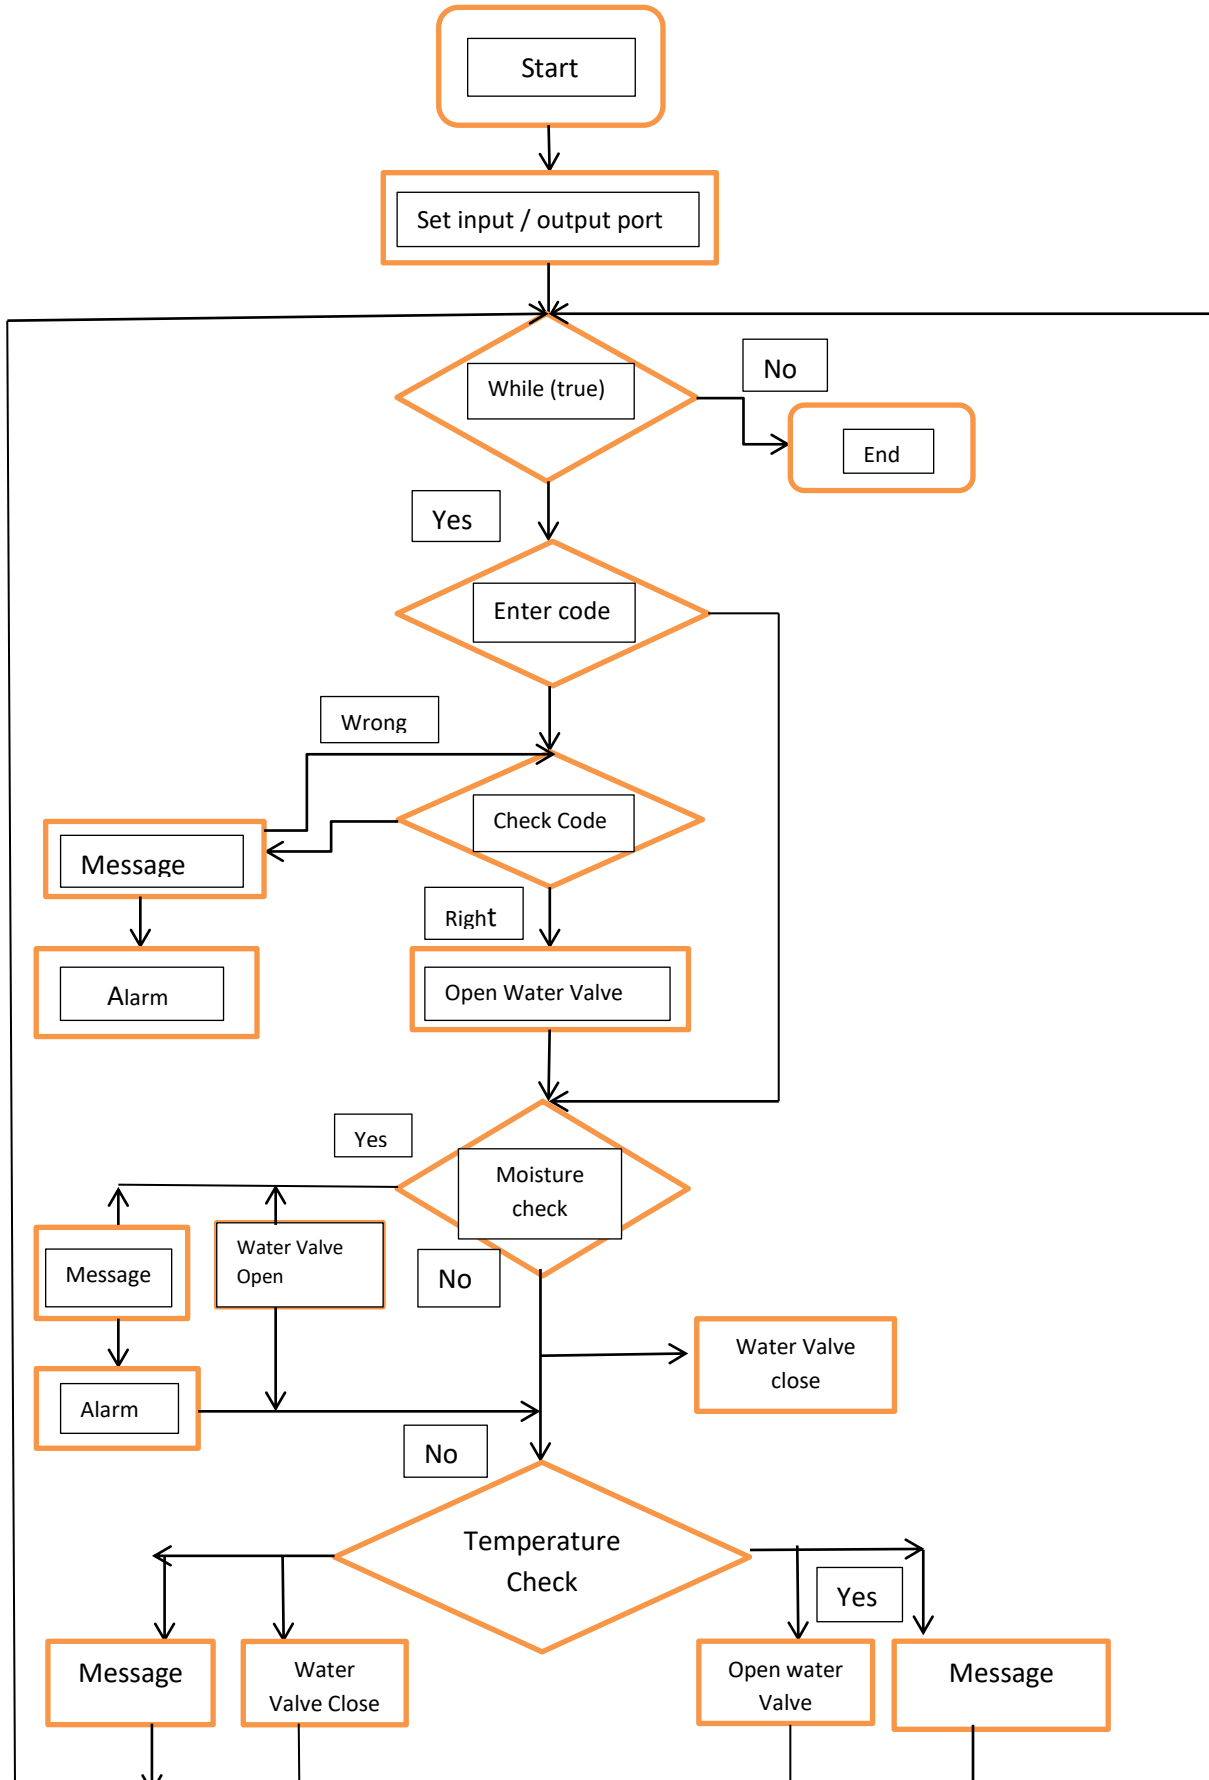 Start
Set input / output port
While (true)
No
End
Yes
Enter code
Wrong
Check Code
Message
Right
Alarm
Open Water Valve
Yes
Moisture
check
Water Valve
Open
Message
No
Water Valve
close
Alarm
No
Temperature
Check
Yes
Message
Water
Valve Close
Open water
Valve
Message